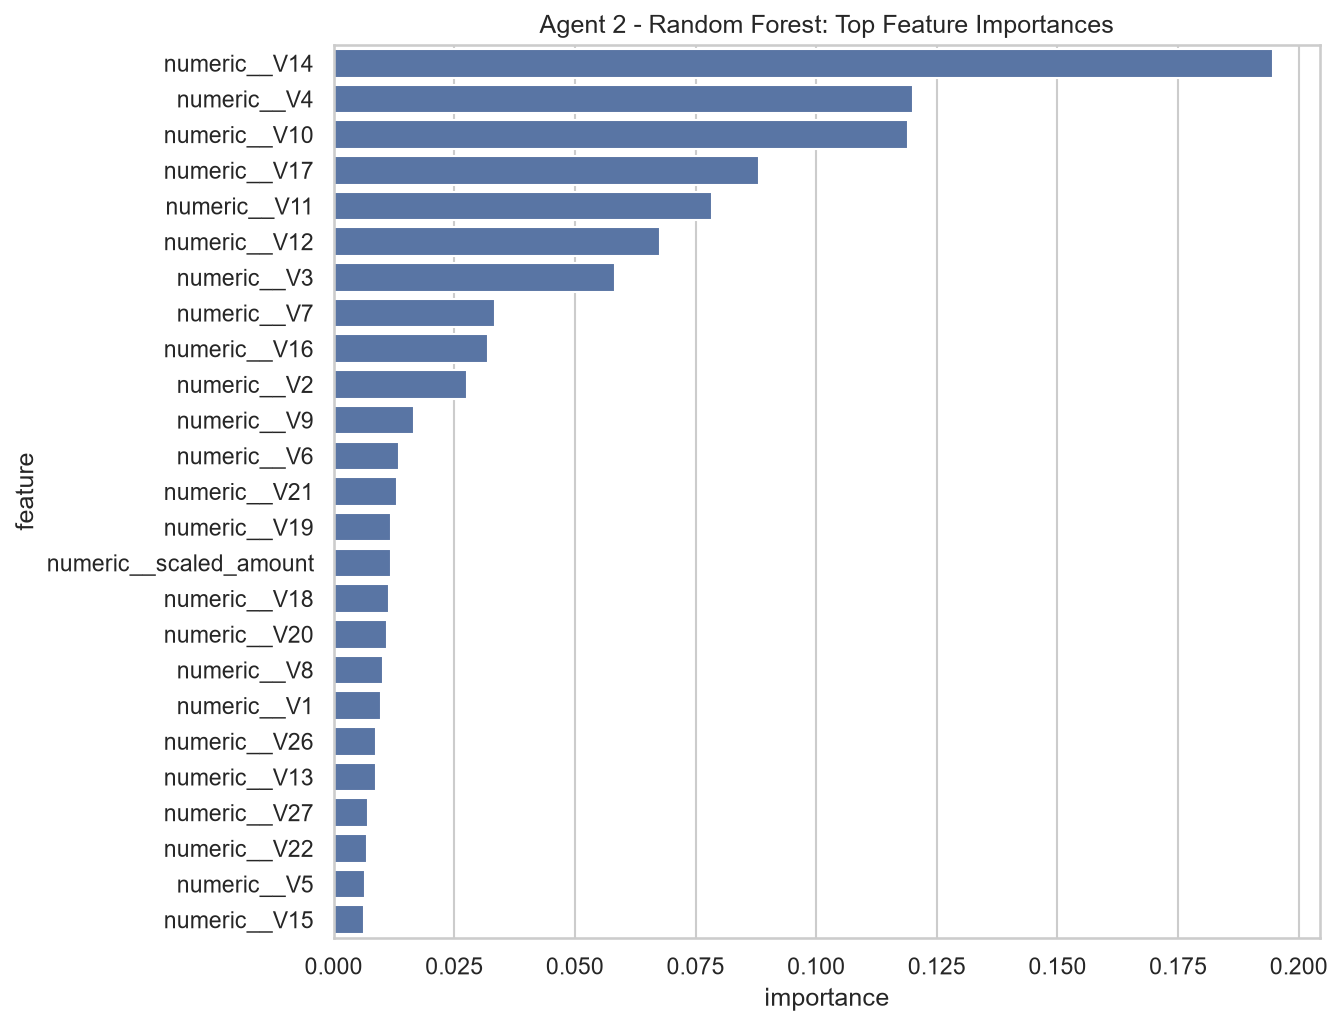 Agent 2 - Random Forest: Top Feature Importances
numeric__V14
numeric__V4
numeric__V10
numeric__V17
numeric__V11
numeric__V12
numeric__V3
numeric__V7
numeric__V16
numeric__V2
numeric__V9
numeric__V6
numeric__V21
numeric__V19
numeric__scaled_amount
numeric__V18
numeric__V20
numeric__V8
numeric__V1
numeric__V26
numeric__V13
numeric__V27
numeric__V22
numeric__V5
numeric__V15
feature
0.000 0.025 0.050 0.075 0.100 0.125 0.150 0.175 0.200
importance